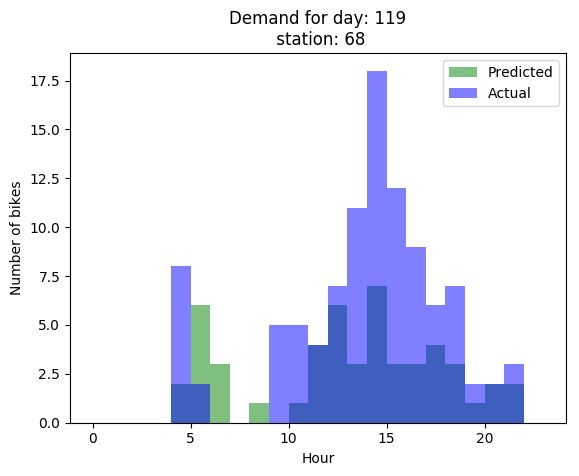 Demand for day: 119
station: 68
Predicted
Actual
17.5
15.0
12.5
10.0
7.5
5.0
2.5
0.0
Number of bikes
0 5 10 15 20
Hour